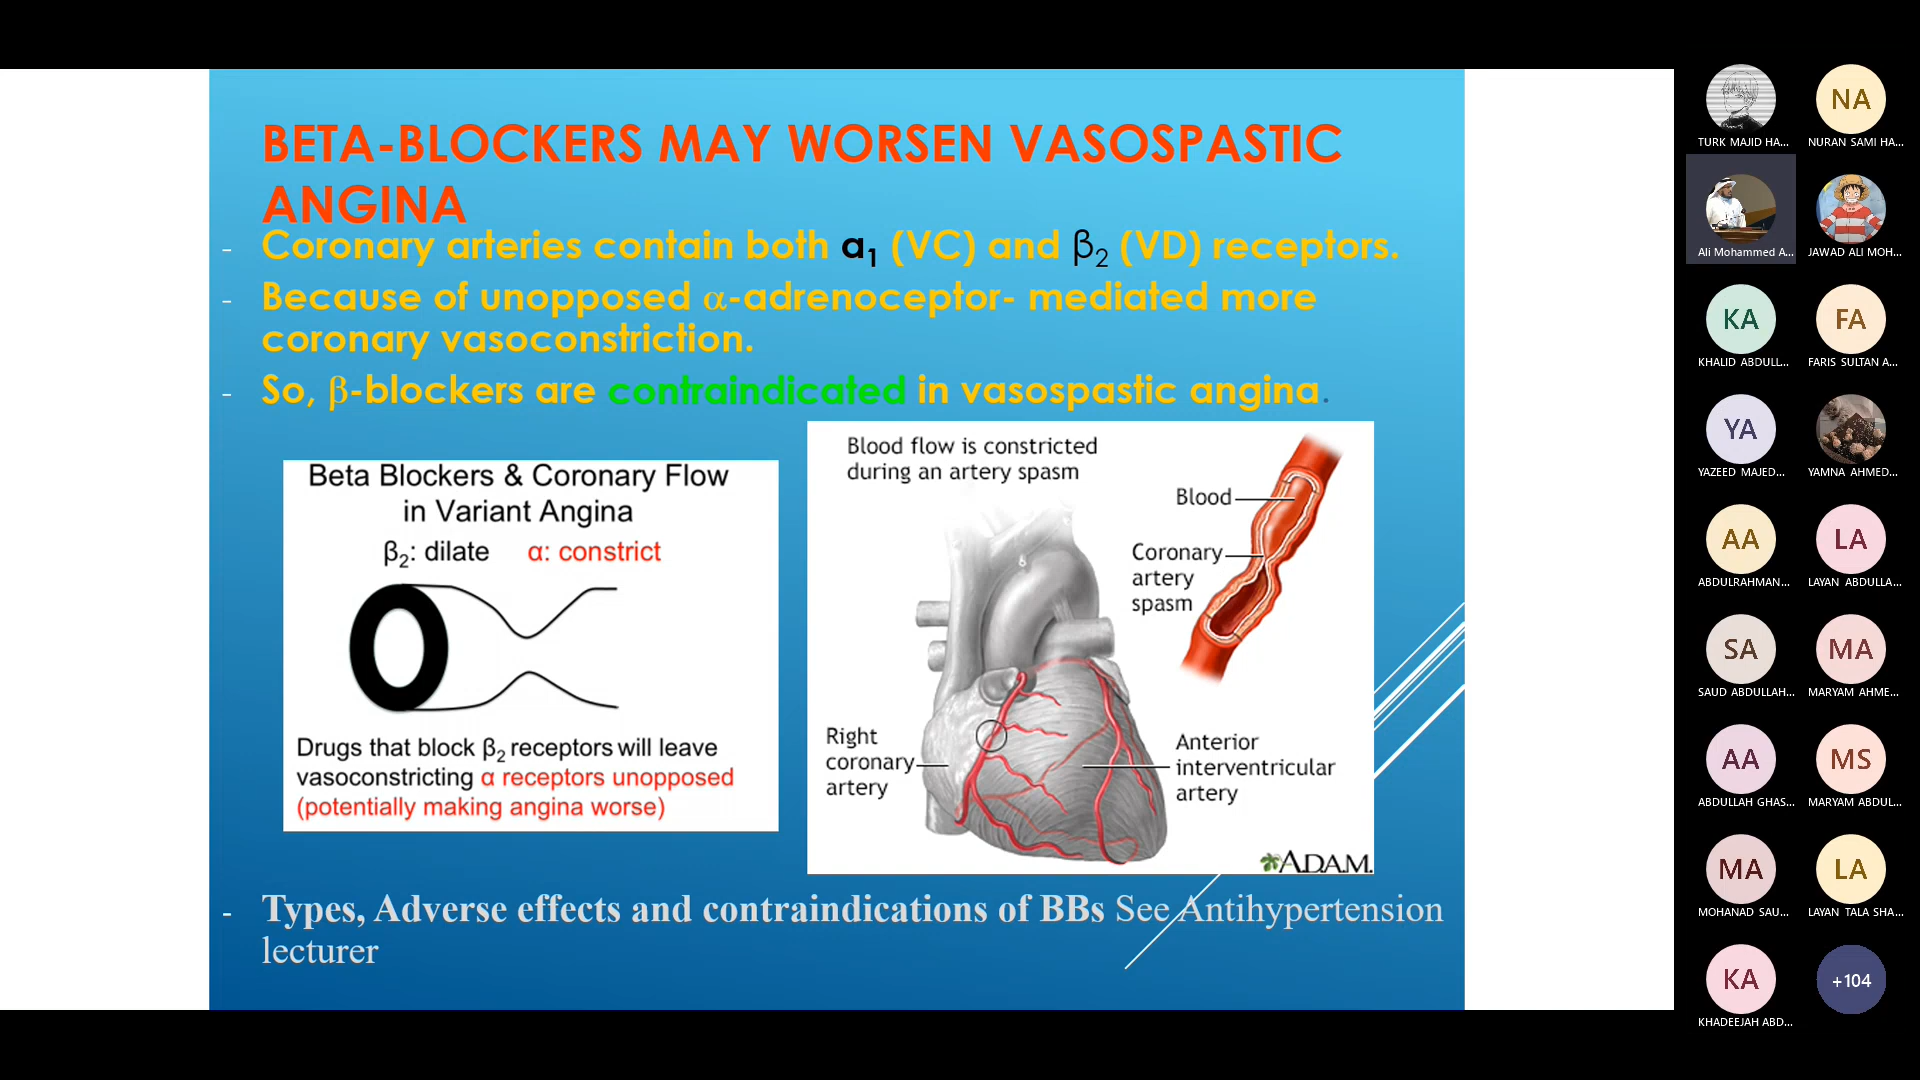 BETA-BLOCKERS MAY WORSEN VASOSPASTIC
ANGINA
- Coronary arteries contain both α₁ (VC) and β₂ (VD) receptors.
- Because of unopposed α-adrenoceptor- mediated more
coronary vasoconstriction.
- So, β-blockers are contraindicated in vasospastic angina.
Beta Blockers & Coronary Flow
in Variant Angina
β₂: dilate α: constrict
Drugs that block β₂ receptors will leave
vasoconstricting α receptors unopposed
(potentially making angina worse)
Blood flow is constricted
during an artery spasm
Blood
Coronary
artery
spasm
Right
coronary
artery
Anterior
interventricular
artery
A.D.A.M.
- Types, Adverse effects and contraindications of BBs See Antihypertension
lecturer
TURK MAJID HA...
NA
NURAN SAMI HA...
Ali Mohammed A...
JAWAD ALI MOH...
KA
KHALID ABDULL...
FA
FARIS SULTAN A...
YA
YAZEED MAJED...
YAMNA AHMED...
AA
ABDULRAHMAN...
LA
LAYAN ABDULLA...
SA
SAUD ABDULLAH...
MA
MARYAM AHME...
AA
ABDULLAH GHAS...
MS
MARYAM ABDUL...
MA
MOHANAD SAU...
LA
LAYAN TALA SHA...
KA
KHADEEJAH ABD...
+104